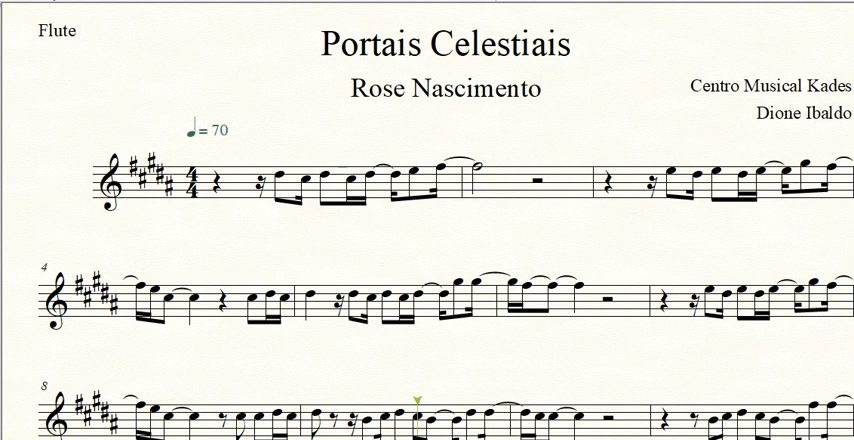 Flute
Portais Celestiais
Rose Nascimento
Centro Musical Kades
Dione Ibaldo
= 70
4
4
4
8